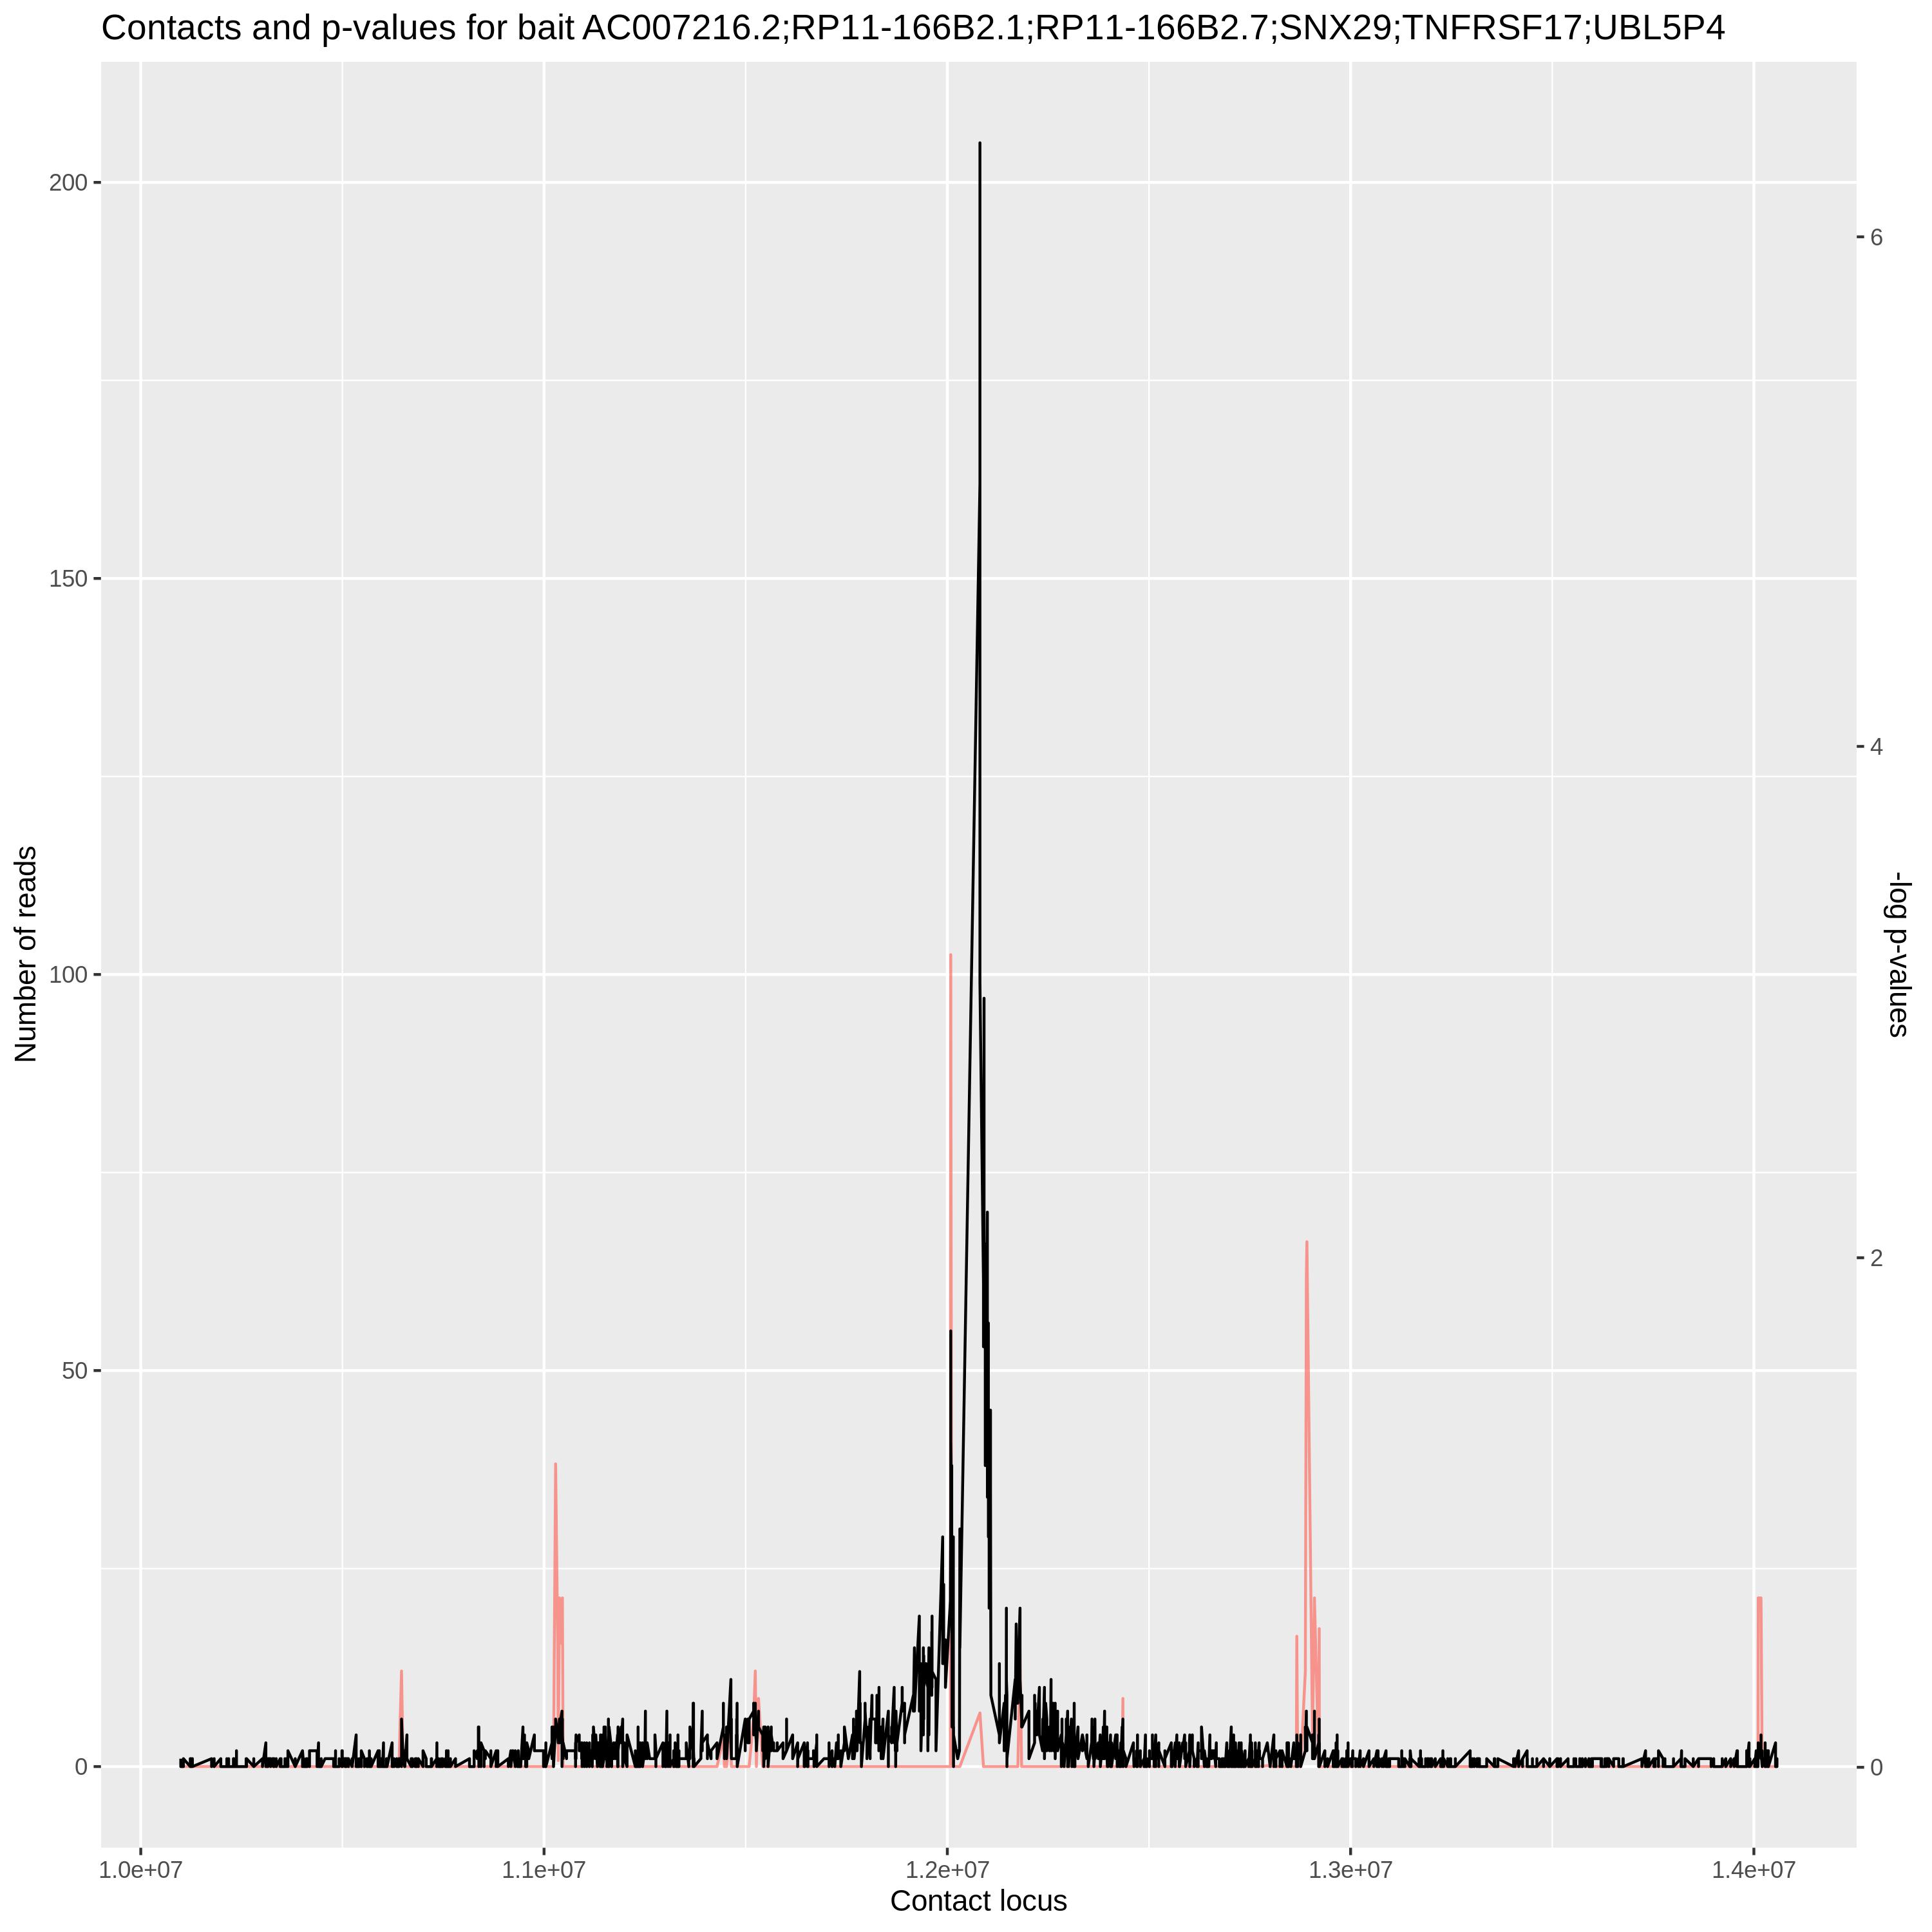 Contacts and p-values for bait AC007216.2;RP11-166B2.1;RP11-166B2.7;SNX29;TNFRSF17;UBL5P4
200
150
100
50
0
Number of reads
6
4
2
0
-log p-values
1.0e+07
1.1e+07
1.2e+07
1.3e+07
1.4e+07
Contact locus